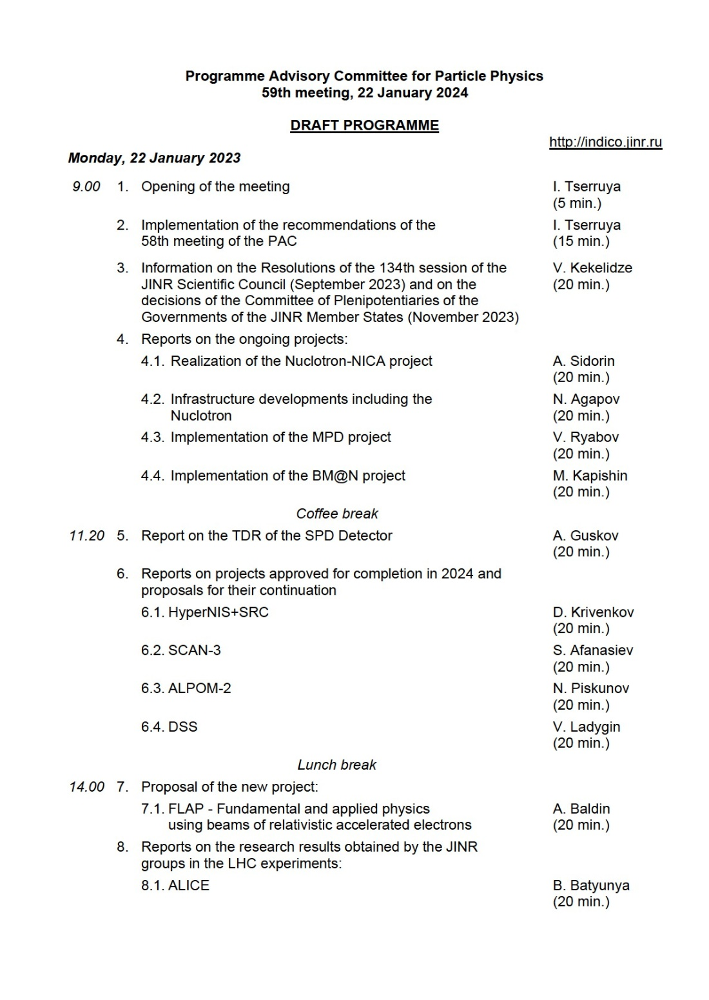 Programme Advisory Committee for Particle Physics
59th meeting, 22 January 2024
DRAFT PROGRAMME
http://indico.jinr.ru
Monday, 22 January 2023
9.00 1. Opening of the meeting I. Tserruya
(5 min.)
2. Implementation of the recommendations of the I. Tserruya
58th meeting of the PAC (15 min.)
3. Information on the Resolutions of the 134th session of the V. Kekelidze
JINR Scientific Council (September 2023) and on the (20 min.)
decisions of the Committee of Plenipotentiaries of the
Governments of the JINR Member States (November 2023)
4. Reports on the ongoing projects:
4.1. Realization of the Nuclotron-NICA project A. Sidorin
(20 min.)
4.2. Infrastructure developments including the N. Agapov
Nuclotron (20 min.)
4.3. Implementation of the MPD project V. Ryabov
(20 min.)
4.4. Implementation of the BM@N project M. Kapishin
(20 min.)
Coffee break
11.20 5. Report on the TDR of the SPD Detector A. Guskov
(20 min.)
6. Reports on projects approved for completion in 2024 and
proposals for their continuation
6.1. HyperNIS+SRC D. Krivenkov
(20 min.)
6.2. SCAN-3 S. Afanasiev
(20 min.)
6.3. ALPOM-2 N. Piskunov
(20 min.)
6.4. DSS V. Ladygin
(20 min.)
Lunch break
14.00 7. Proposal of the new project:
7.1. FLAP - Fundamental and applied physics A. Baldin
using beams of relativistic accelerated electrons (20 min.)
8. Reports on the research results obtained by the JINR
groups in the LHC experiments:
8.1. ALICE B. Batyunya
(20 min.)